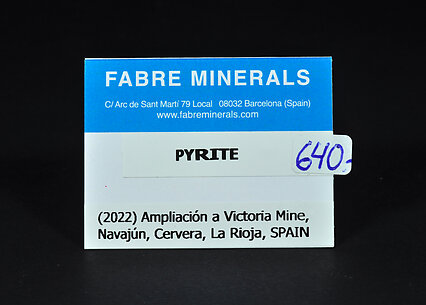 FABRE MINERALS
C/ Arc de Sant Martí 79 Local   08032 Barcelona (Spain)
www.fabreminerals.com
PYRITE
640,-
(2022) Ampliación a Victoria Mine,
Navajún, Cervera, La Rioja, SPAIN